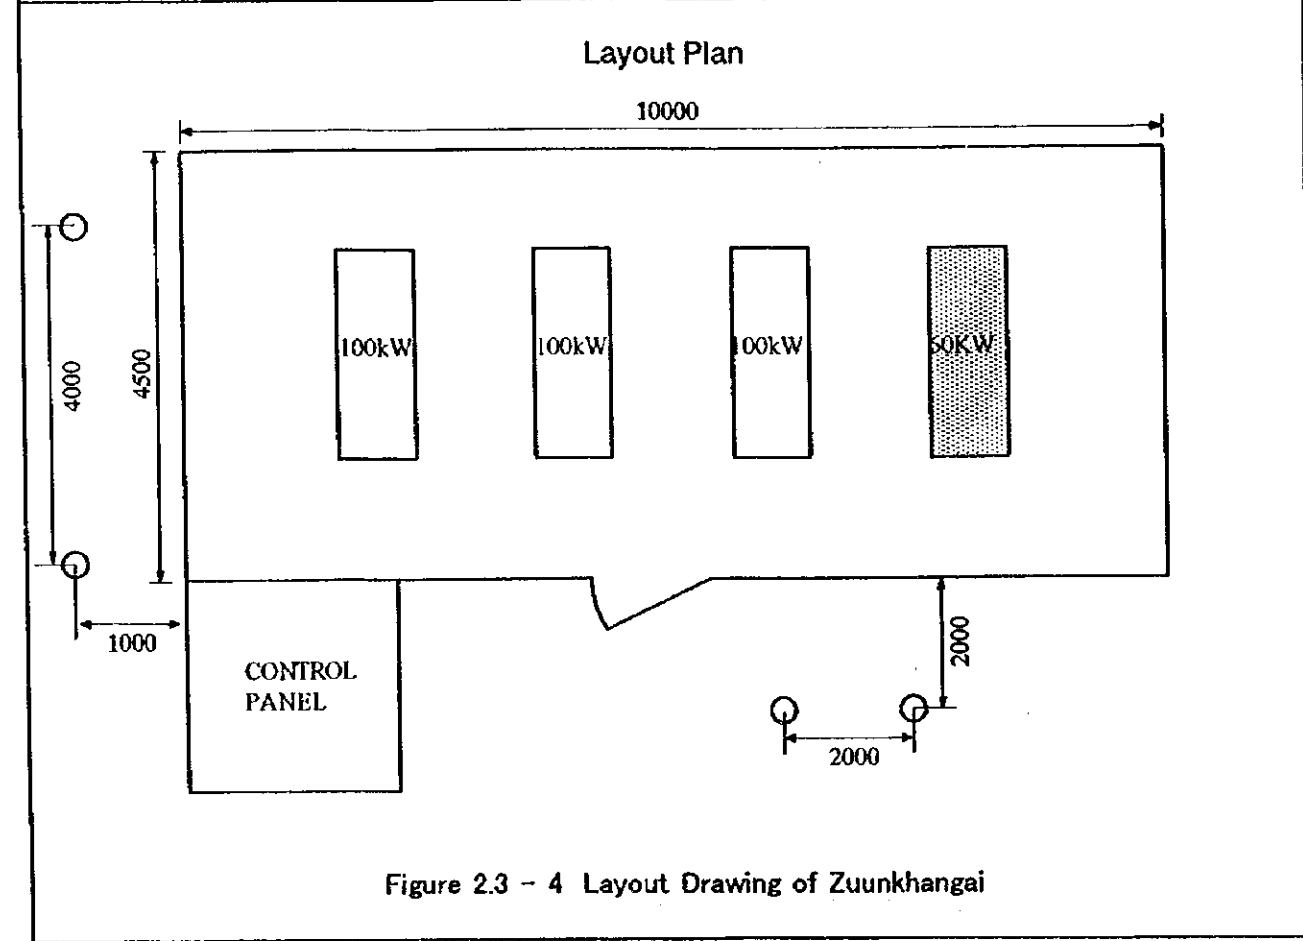 Layout Plan
10000
4000
4500
100kW
100kW
100kW
60KW
1000
CONTROL
PANEL
2000
2000
Figure 2.3 - 4 Layout Drawing of Zuunkhangai